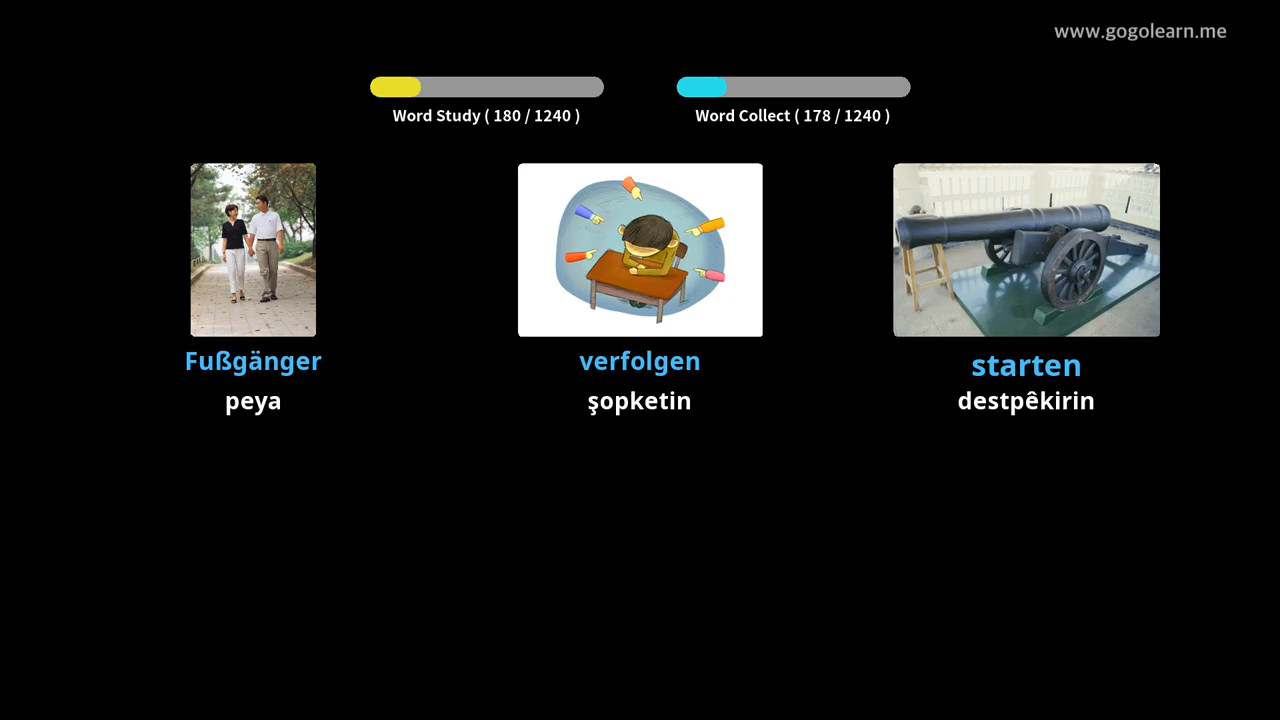 www.gogolearn.me
Word Study ( 180 / 1240 )
Word Collect ( 178 / 1240 )
Fußgänger
peya
verfolgen
şopketin
starten
destpêkirin